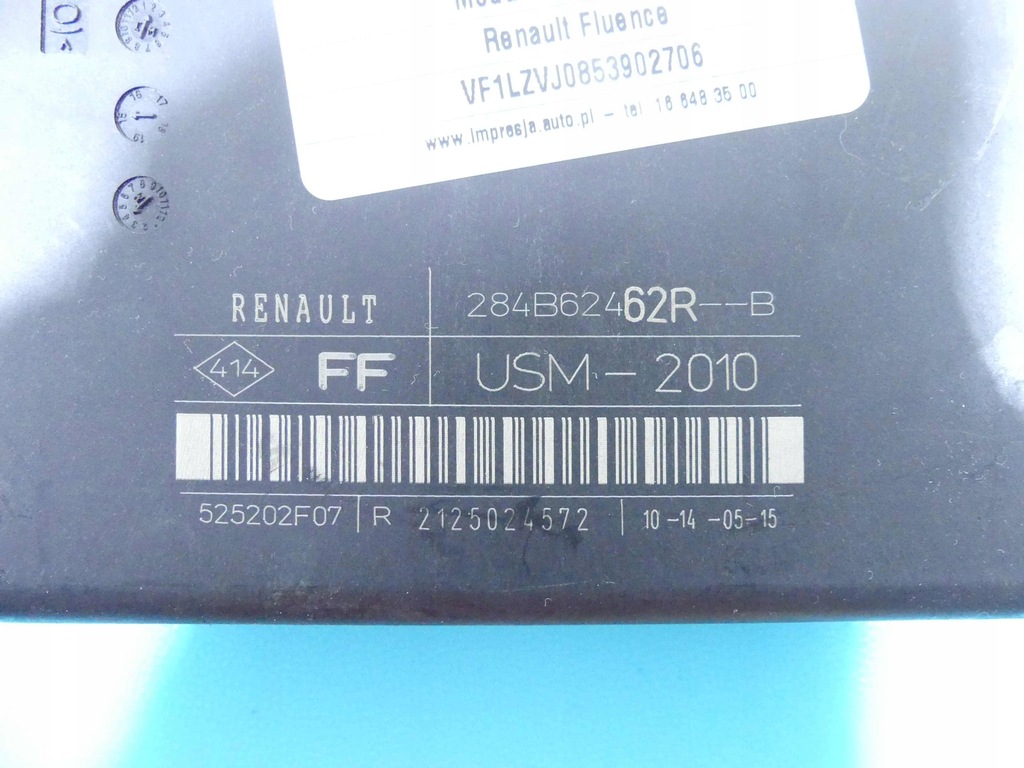 Renault Fluence
VF1LZVJ0853902706
www.impresja.auto.pl - tel 18 648 35 00
RENAULT 284B62462R--B
414 FF USM-2010
525202F07 R 2125024572 10-14-05-15